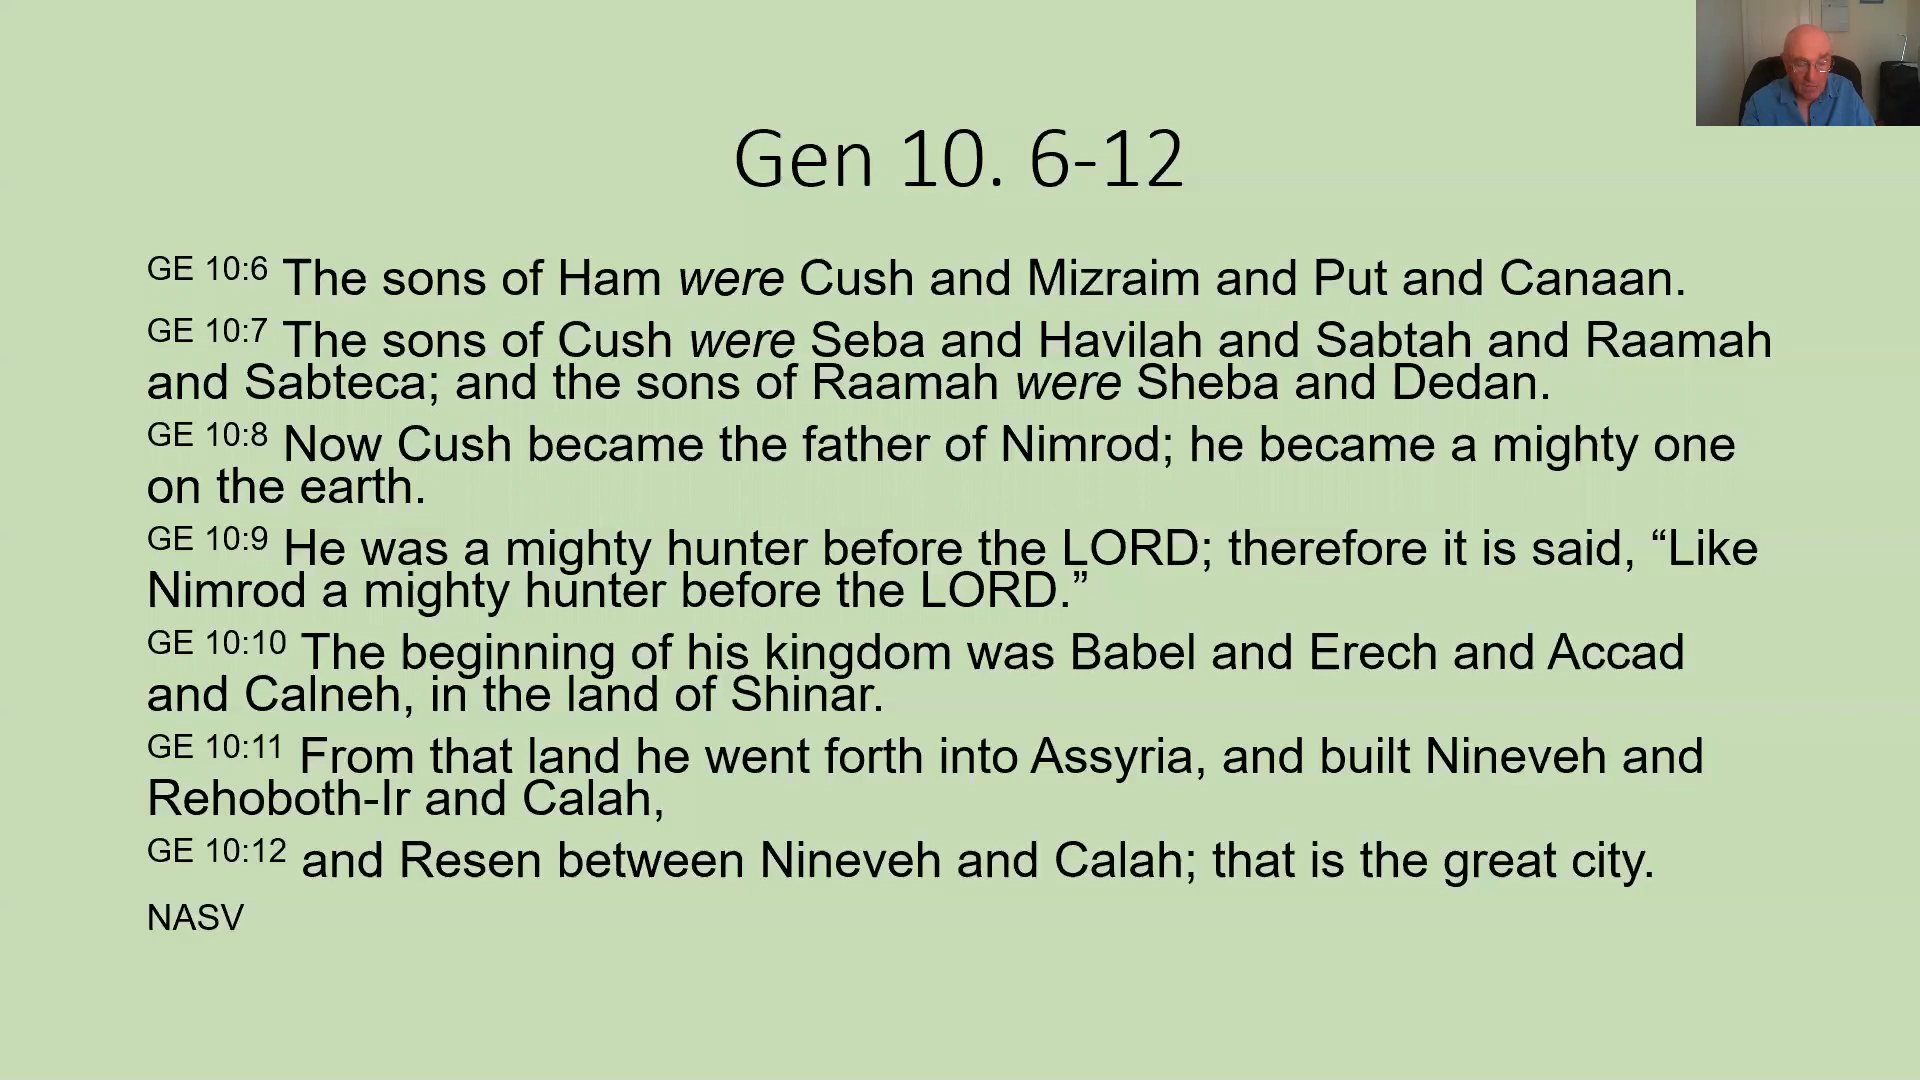 Gen 10. 6-12
GE 10:6 The sons of Ham were Cush and Mizraim and Put and Canaan.
GE 10:7 The sons of Cush were Seba and Havilah and Sabtah and Raamah
and Sabteca; and the sons of Raamah were Sheba and Dedan.
GE 10:8 Now Cush became the father of Nimrod; he became a mighty one
on the earth.
GE 10:9 He was a mighty hunter before the LORD; therefore it is said, “Like
Nimrod a mighty hunter before the LORD.”
GE 10:10 The beginning of his kingdom was Babel and Erech and Accad
and Calneh, in the land of Shinar.
GE 10:11 From that land he went forth into Assyria, and built Nineveh and
Rehoboth-Ir and Calah,
GE 10:12 and Resen between Nineveh and Calah; that is the great city.
NASV